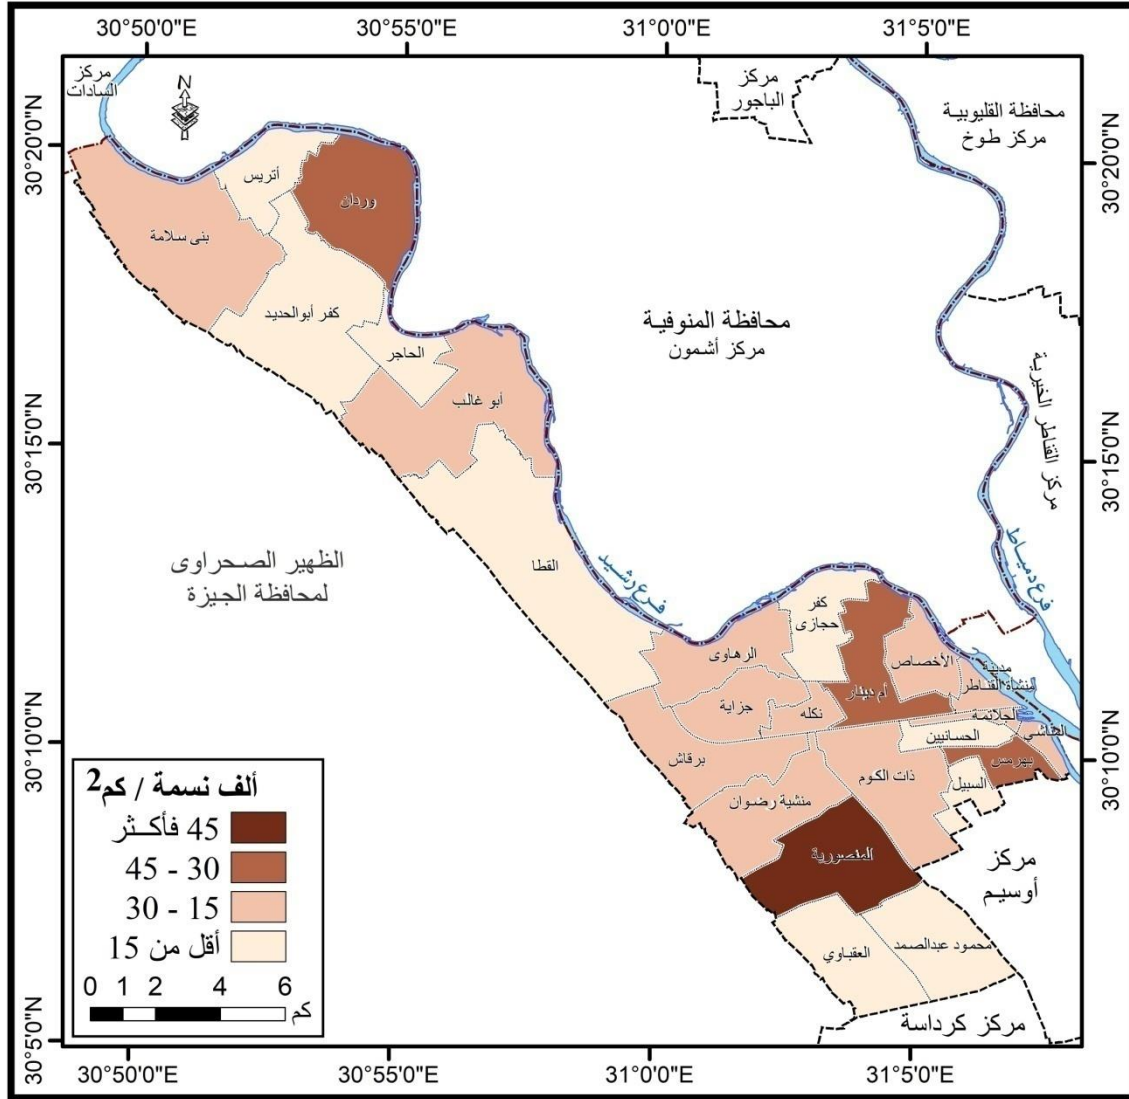 30°50'0"E
30°55'0"E
31°0'0"E
31°5'0"E
مركز
السادات
N
مركز
الباجور
محافظة القليوبية
مركز طوخ
30°20'0"N
30°20'0"N
أتريس
وردان
بنى سلامة
كفر أبوالحديد
الحاجر
أبو غالب
محافظة المنوفية
مركز أشمون
مركز القناطر الخيرية
30°15'0"N
30°15'0"N
القطا
الظهير الصحراوى
لمحافظة الجيزة
فرع رشيد
فرع دمياط
كفر
حجازى
الرهاوى
الأخصاص
مدينة
منشأة القناطر
أم دينار
جزاية
نكله
الجلاتمه
الحسانيين
المناشى
برقاش
بهرمس
ذات الكوم
السبيل
منشية رضوان
30°10'0"N
30°10'0"N
المنصورية
مركز
أوسيم
محمود عبدالصمد
العقباوي
مركز كرداسة
ألف نسمة / كم2
45 فأكثر
30 - 45
15 - 30
أقل من 15
0 1 2 4 6
كم
30°5'0"N
30°50'0"E
30°55'0"E
31°0'0"E
31°5'0"E